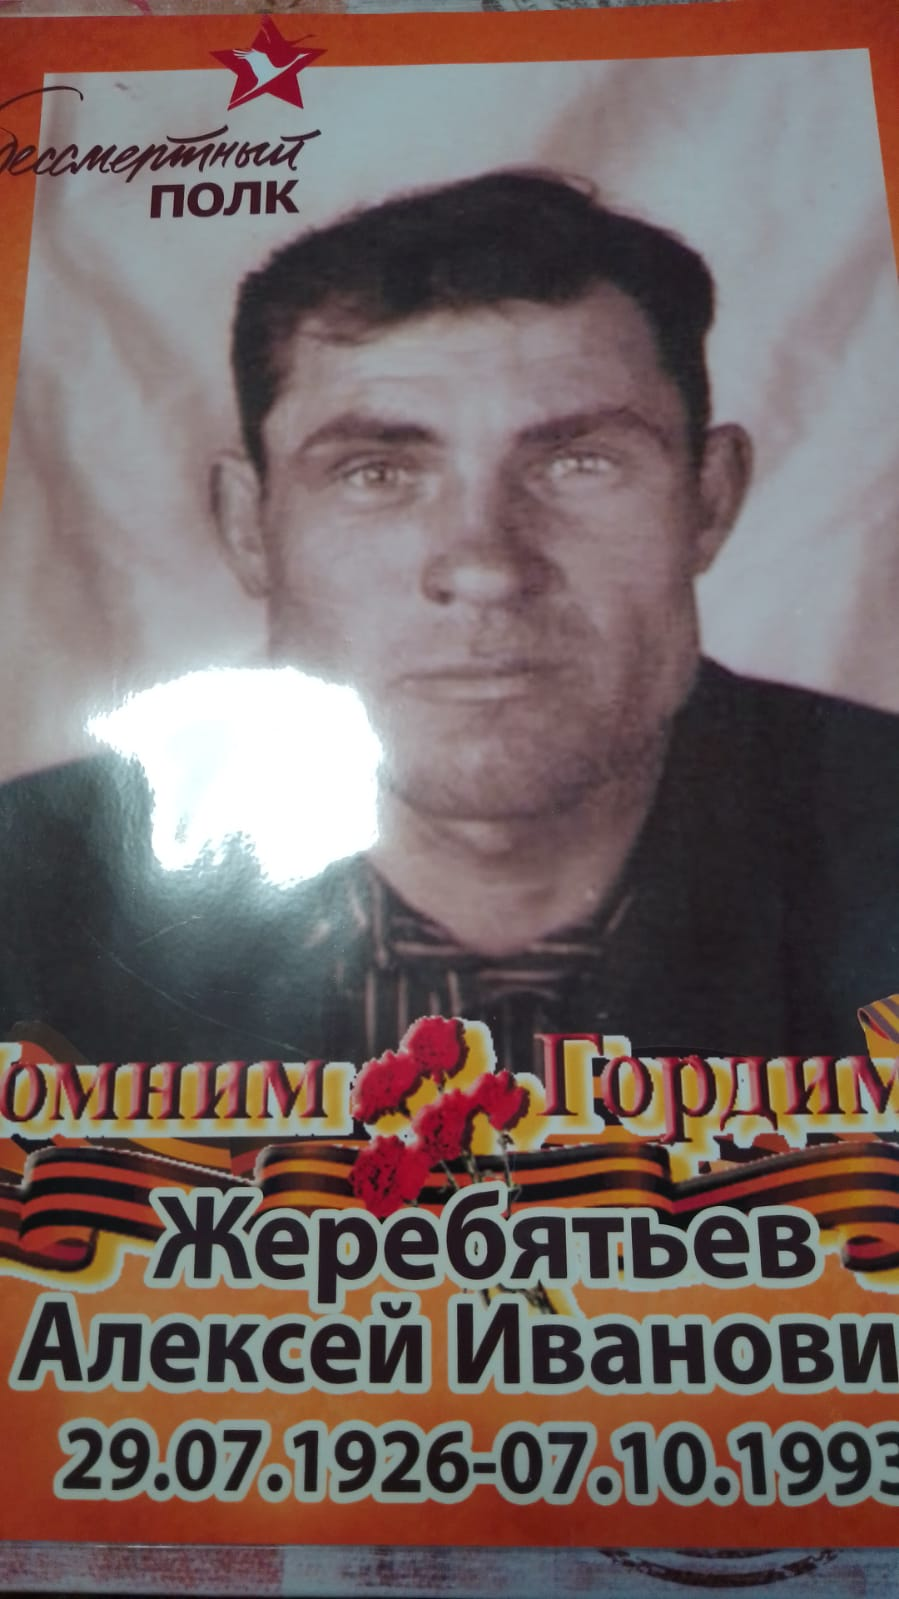 бессмертный
ПОЛК
Помним Гордим
Жеребятьев
Алексей Иванови
29.07.1926-07.10.1993